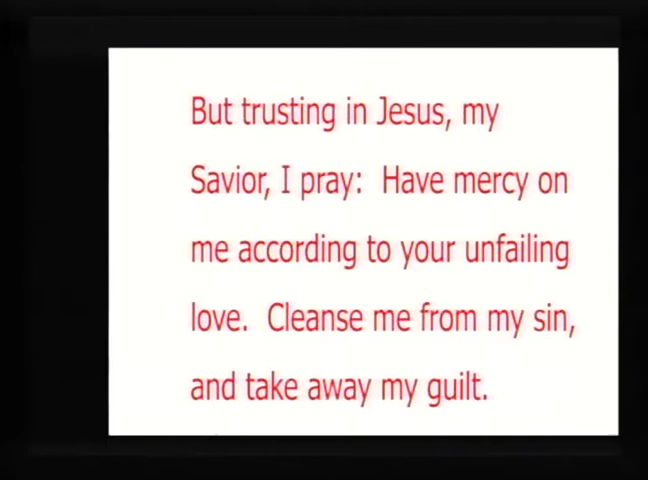 But trusting in Jesus, my
Savior, I pray:  Have mercy on
me according to your unfailing
love.  Cleanse me from my sin,
and take away my guilt.